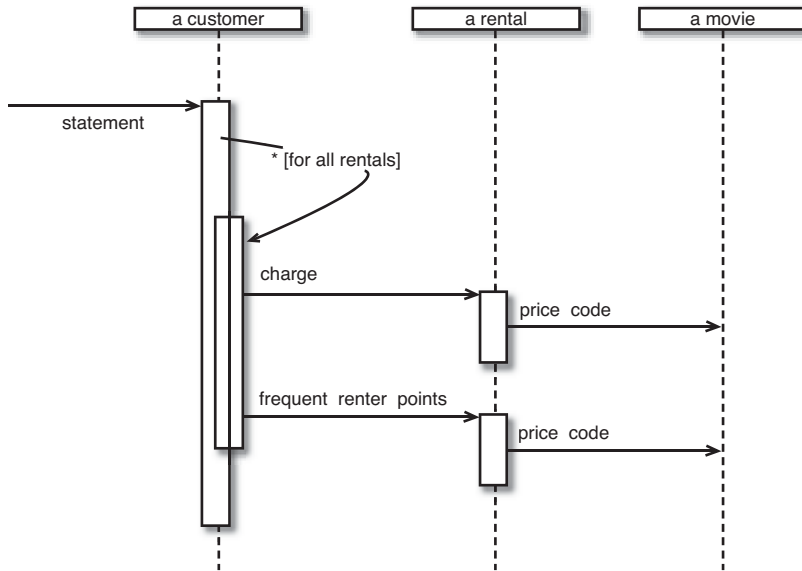 a customer
a rental
a movie
statement
* [for all rentals]
charge
price code
frequent renter points
price code